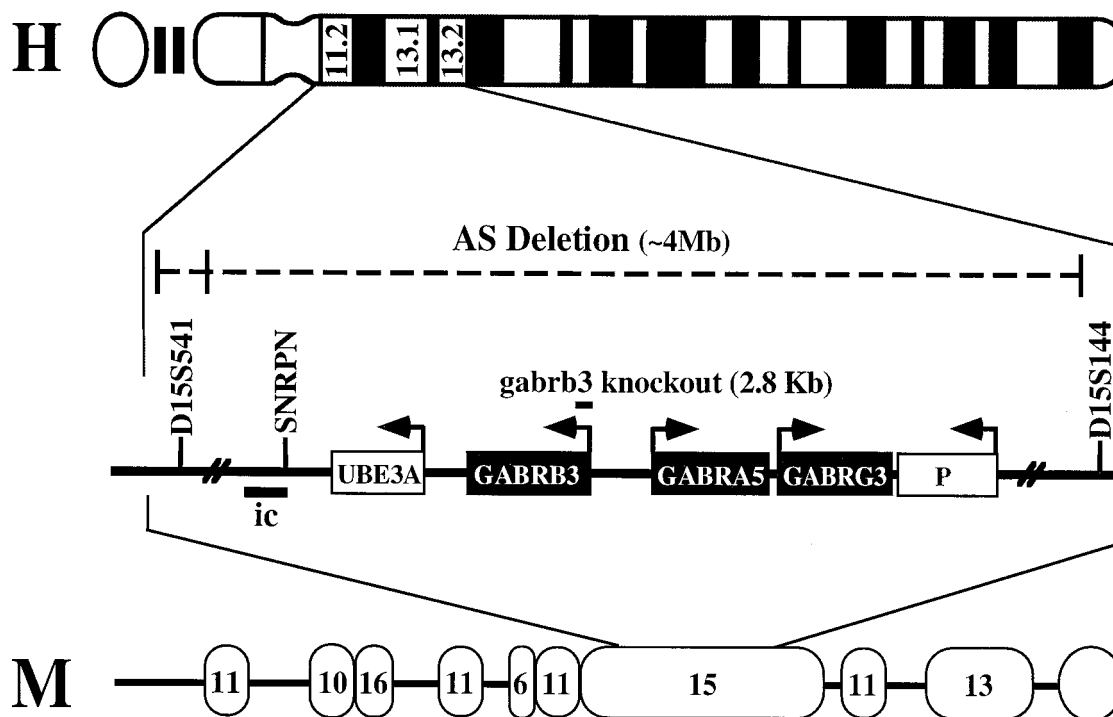 H
11.2
13.1
13.2
AS Deletion (~4Mb)
D15S541
SNRPN
gabrb3 knockout (2.8 Kb)
D15S144
UBE3A
GABRB3
GABRA5
GABRG3
P
ic
M
11
10
16
11
6
11
15
11
13